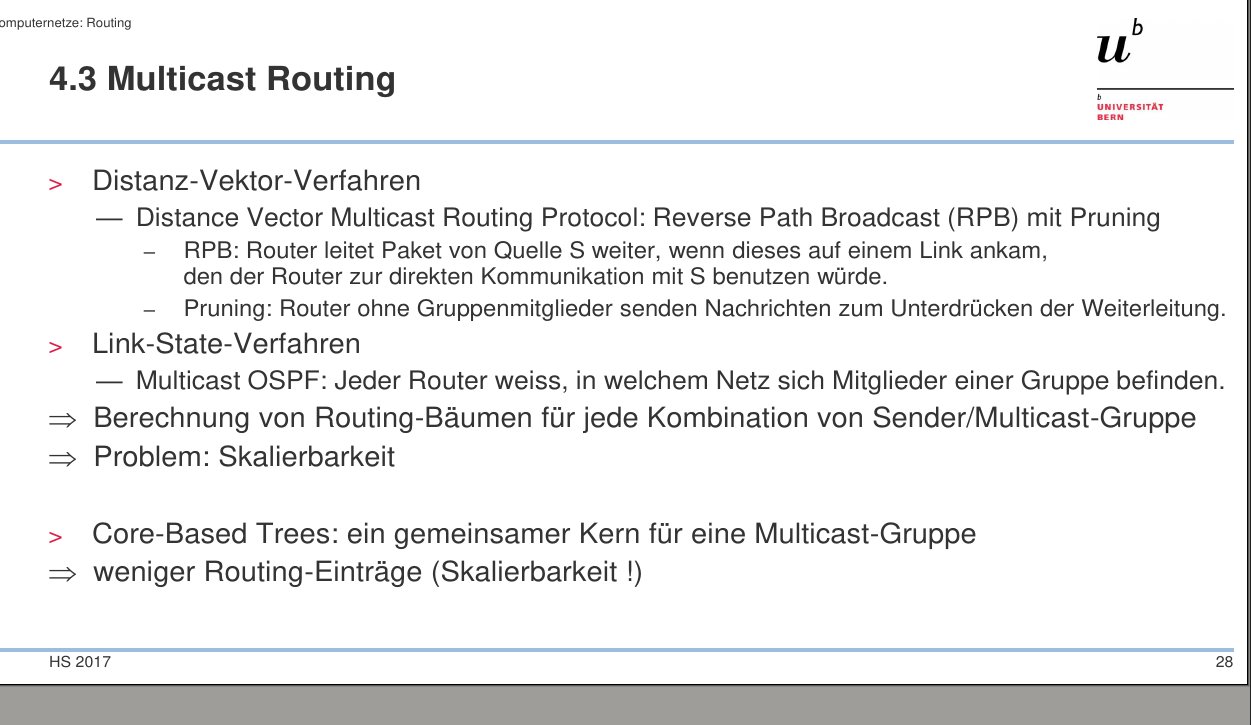 omputernetze: Routing
u b
4.3 Multicast Routing
b
UNIVERSITÄT
BERN
> Distanz-Vektor-Verfahren
— Distance Vector Multicast Routing Protocol: Reverse Path Broadcast (RPB) mit Pruning
– RPB: Router leitet Paket von Quelle S weiter, wenn dieses auf einem Link ankam,
den der Router zur direkten Kommunikation mit S benutzen würde.
– Pruning: Router ohne Gruppenmitglieder senden Nachrichten zum Unterdrücken der Weiterleitung.
> Link-State-Verfahren
— Multicast OSPF: Jeder Router weiss, in welchem Netz sich Mitglieder einer Gruppe befinden.
⇒ Berechnung von Routing-Bäumen für jede Kombination von Sender/Multicast-Gruppe
⇒ Problem: Skalierbarkeit
> Core-Based Trees: ein gemeinsamer Kern für eine Multicast-Gruppe
⇒ weniger Routing-Einträge (Skalierbarkeit !)
HS 2017
28